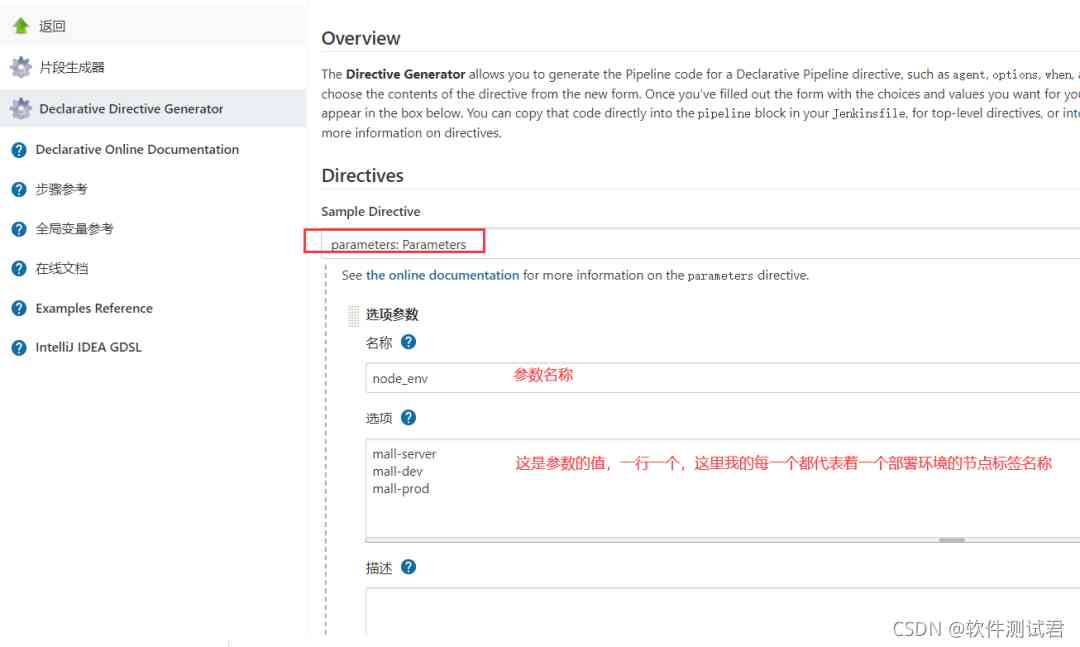 返回
片段生成器
Declarative Directive Generator
Declarative Online Documentation
步骤参考
全局变量参考
在线文档
Examples Reference
IntelliJ IDEA GDSL
Overview
The Directive Generator allows you to generate the Pipeline code for a Declarative Pipeline directive, such as agent, options, when,
choose the contents of the directive from the new form. Once you've filled out the form with the choices and values you want for
appear in the box below. You can copy that code directly into the pipeline block in your Jenkinsfile, for top-level directives, or
more information on directives.
Directives
Sample Directive
parameters: Parameters
See the online documentation for more information on the parameters directive.
选项参数
名称
node_env
参数名称
选项
mall-server
mall-dev
mall-prod
这是参数的值，一行一个，这里我的每一个都代表着一个部署环境的节点标签名称
描述
CSDN @软件测试君